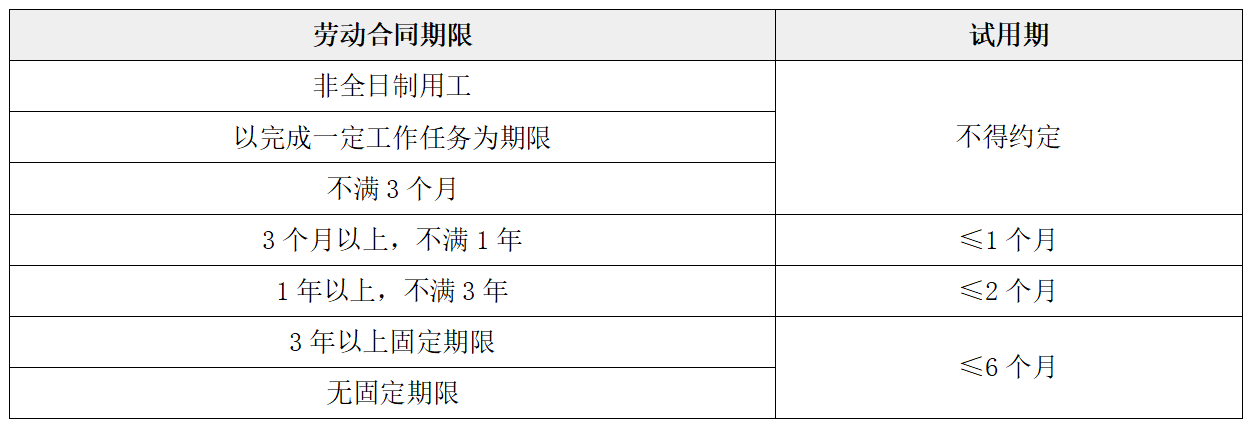 劳动合同期限 试用期
非全日制用工
以完成一定工作任务为期限 不得约定
不满 3 个月
3 个月以上，不满 1 年 ≤1 个月
1 年以上，不满 3 年 ≤2 个月
3 年以上固定期限
≤6 个月
无固定期限